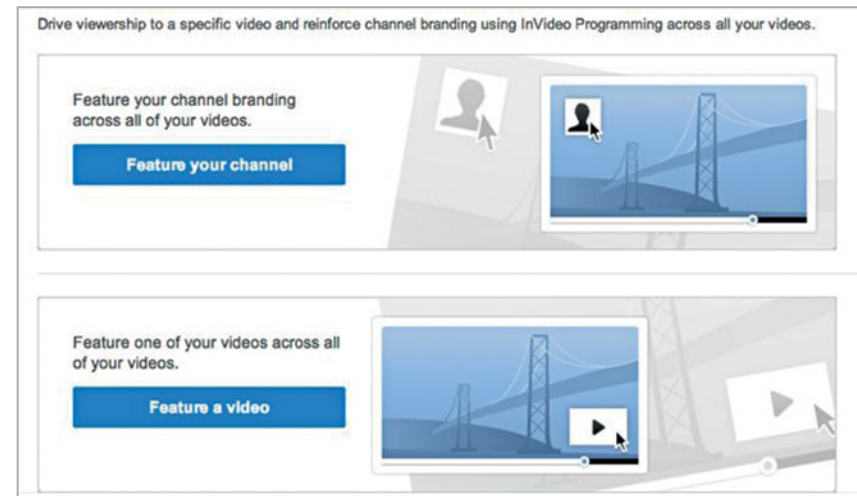 Drive viewership to a specific video and reinforce channel branding using InVideo Programming across all your videos.
Feature your channel branding
across all of your videos.
Feature your channel
Feature one of your videos across all
of your videos.
Feature a video